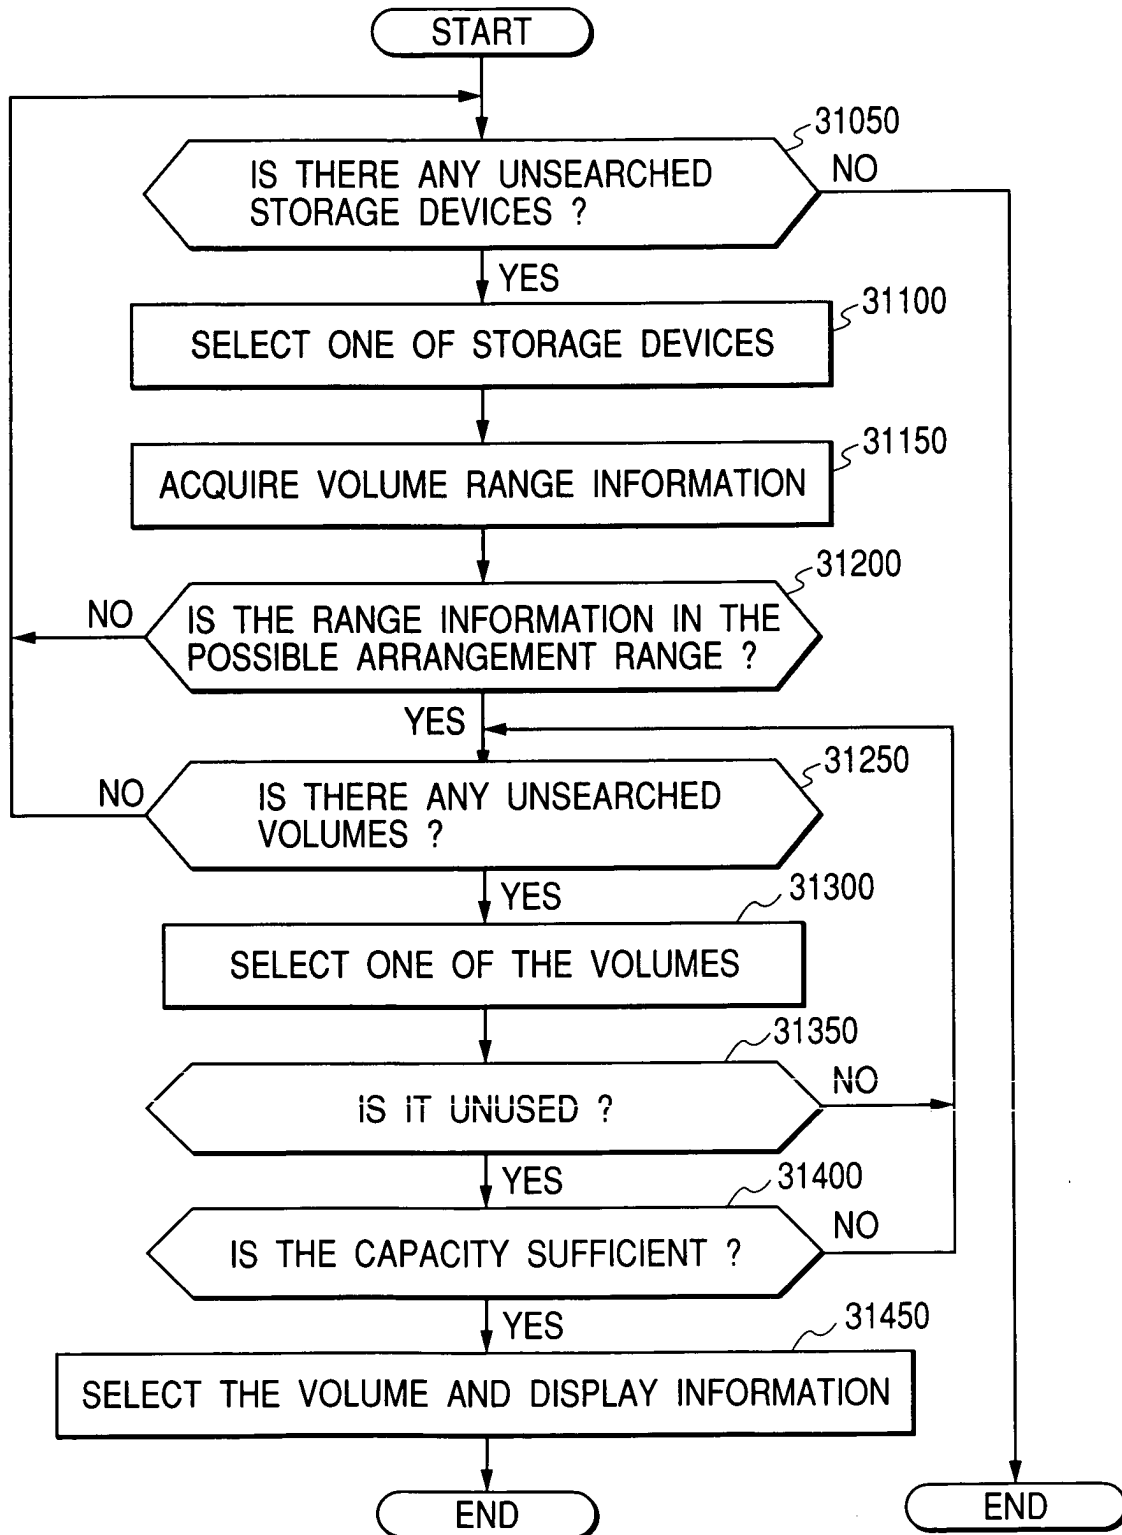 START
31050
IS THERE ANY UNSEARCHED
STORAGE DEVICES ?
NO
YES
31100
SELECT ONE OF STORAGE DEVICES
31150
ACQUIRE VOLUME RANGE INFORMATION
31200
NO
IS THE RANGE INFORMATION IN THE
POSSIBLE ARRANGEMENT RANGE ?
YES
31250
NO
IS THERE ANY UNSEARCHED
VOLUMES ?
YES
31300
SELECT ONE OF THE VOLUMES
31350
NO
IS IT UNUSED ?
YES
31400
NO
IS THE CAPACITY SUFFICIENT ?
YES
31450
SELECT THE VOLUME AND DISPLAY INFORMATION
END
END